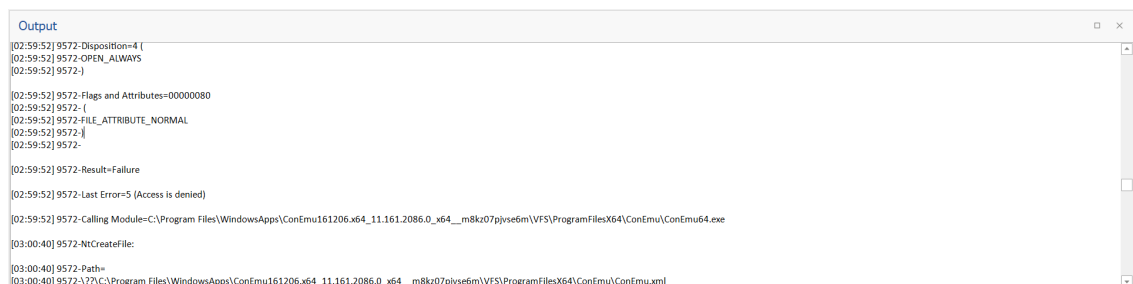 Output
[02:59:52] 9572-Disposition=4 (
[02:59:52] 9572-OPEN_ALWAYS
[02:59:52] 9572-)
[02:59:52] 9572-Flags and Attributes=00000080
[02:59:52] 9572- (
[02:59:52] 9572-FILE_ATTRIBUTE_NORMAL
[02:59:52] 9572-)
[02:59:52] 9572-
[02:59:52] 9572-Result=Failure
[02:59:52] 9572-Last Error=5 (Access is denied)
[02:59:52] 9572-Calling Module=C:\Program Files\WindowsApps\ConEmu161206.x64_11.161.2086.0_x64__m8kz07pjvse6m\VFS\ProgramFilesX64\ConEmu\ConEmu64.exe
[03:00:40] 9572-NtCreateFile:
[03:00:40] 9572-Path=
[03:00:40] 9572-\??\C:\Program Files\WindowsApps\ConEmu161206.x64_11.161.2086.0_x64__m8kz07pjvse6m\VFS\ProgramFilesX64\ConEmu\ConEmu.xml